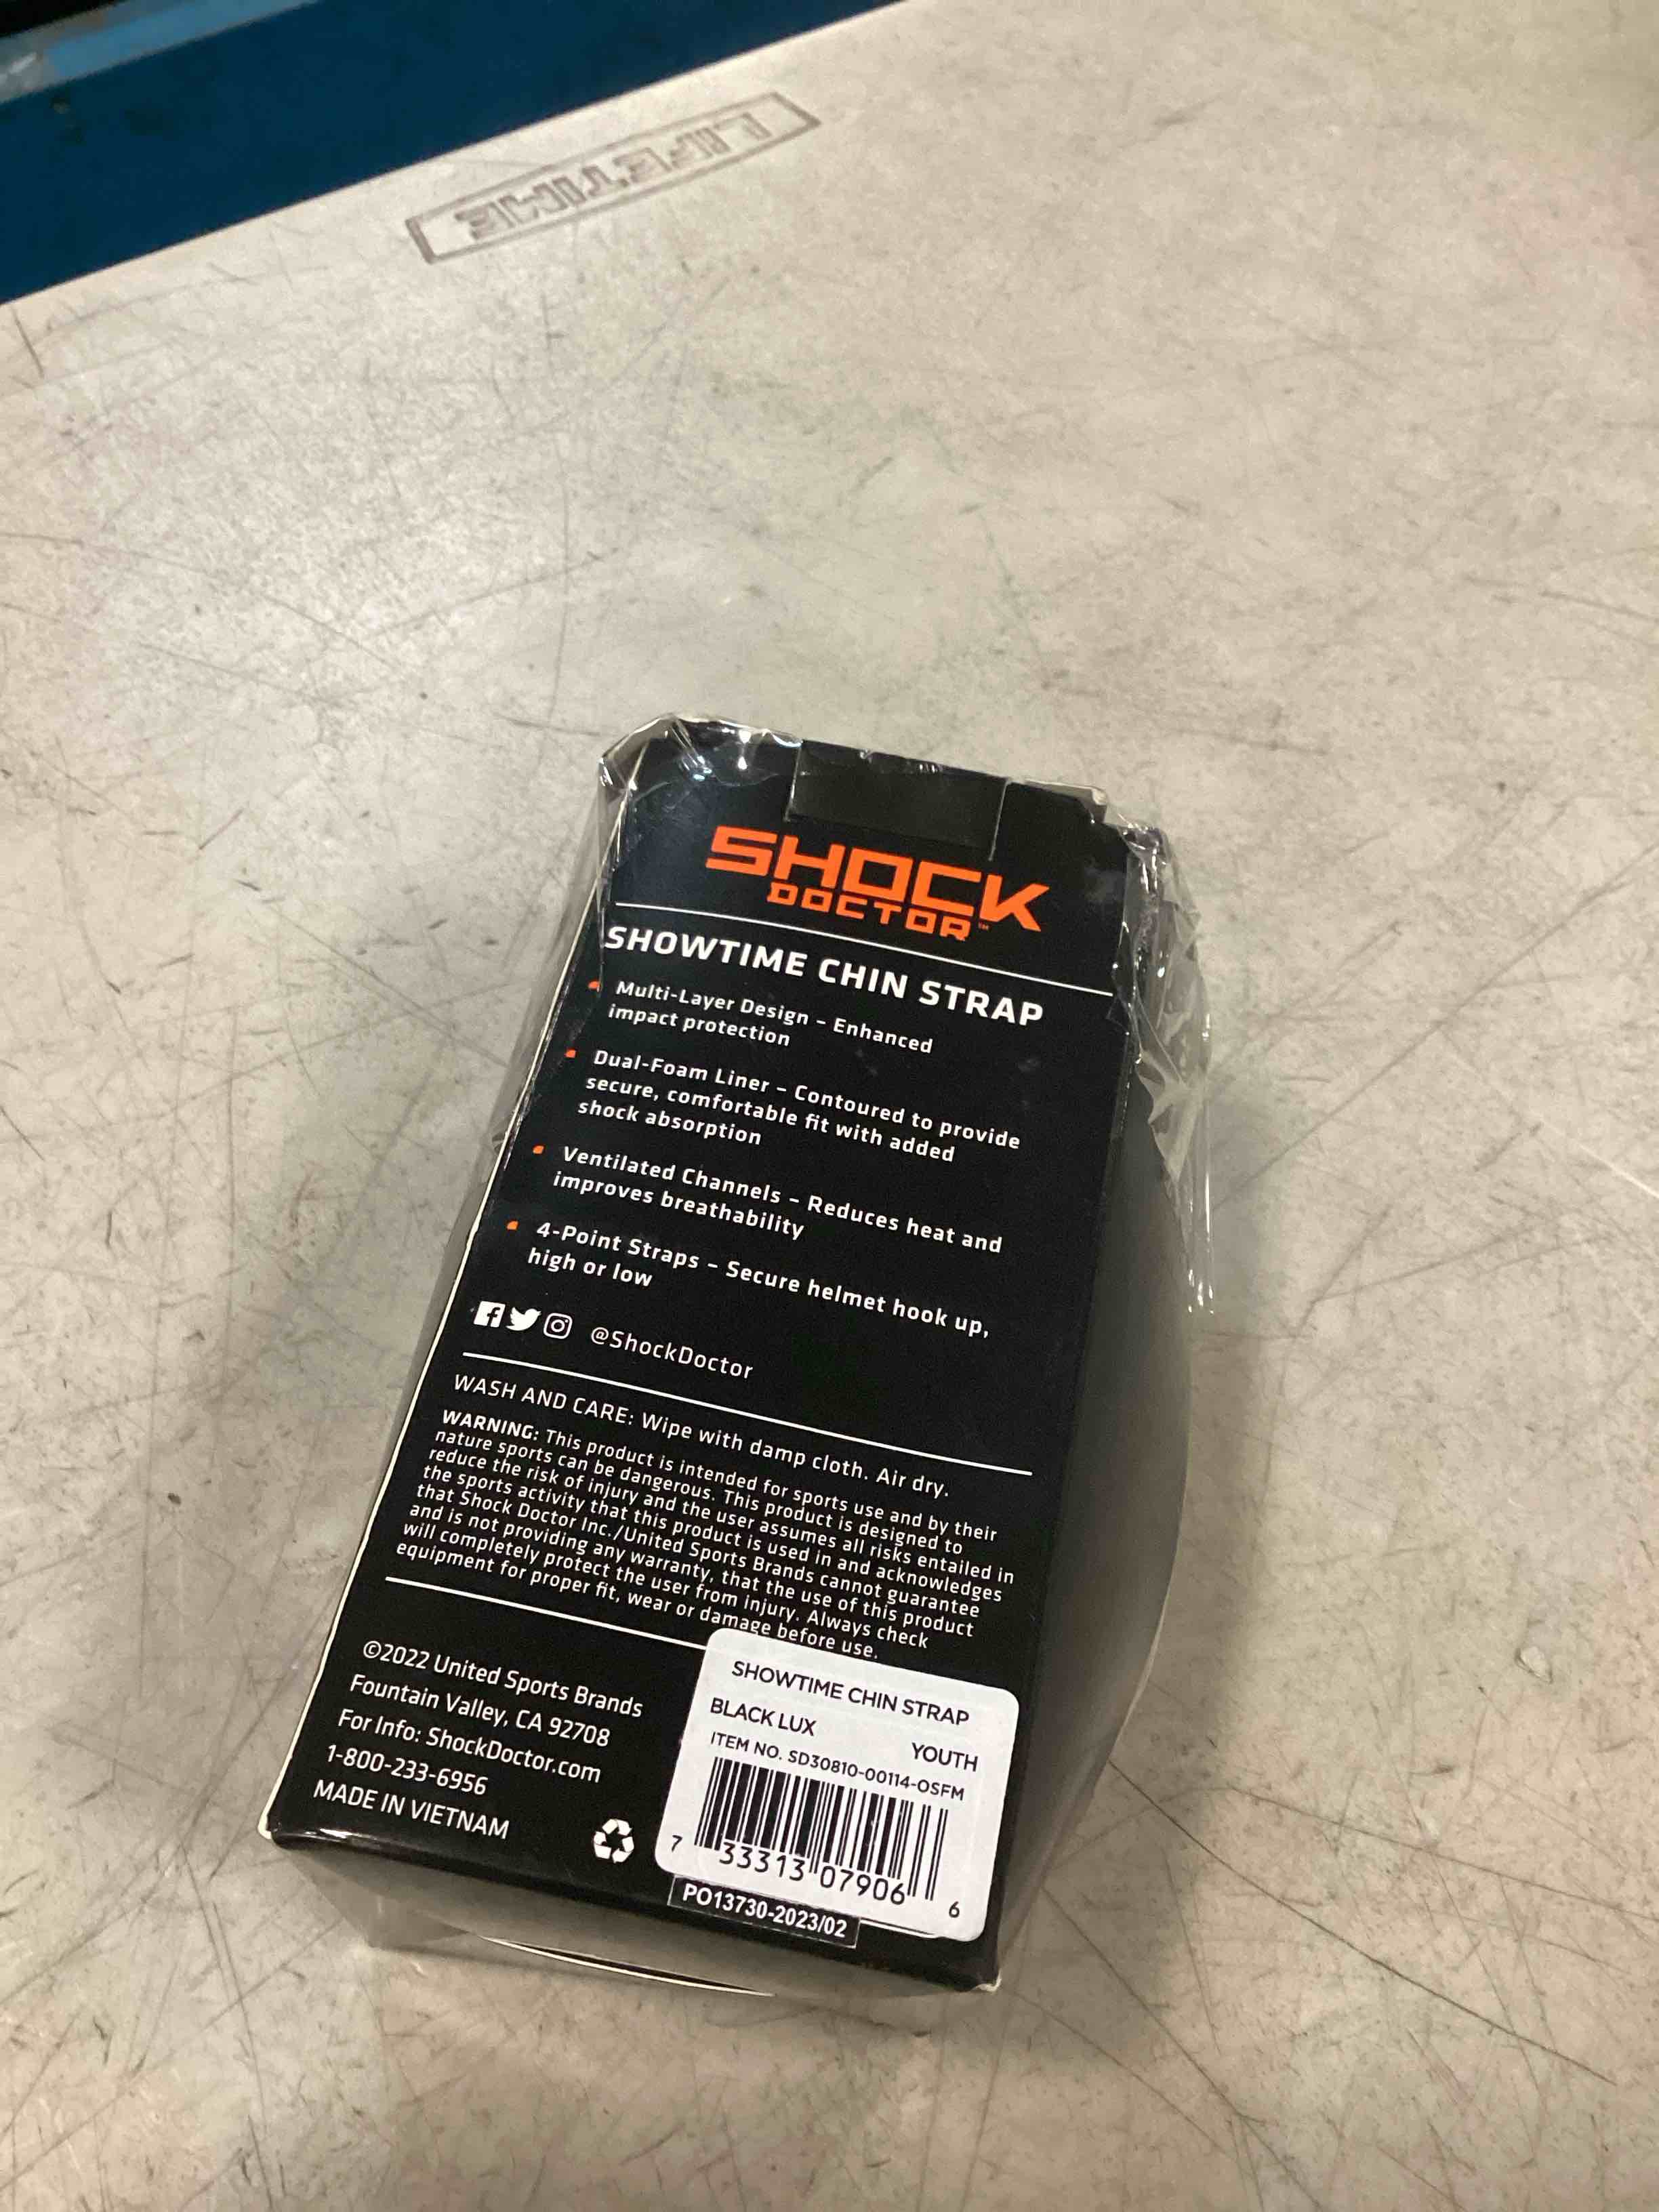 LIFETIME
SHOCK
DOCTOR™
SHOWTIME CHIN STRAP
Multi-Layer Design – Enhanced
impact protection
Dual-Foam Liner – Contoured to provide
secure, comfortable fit with added
shock absorption
Ventilated Channels – Reduces heat and
improves breathability
4-Point Straps – Secure helmet hook up,
high or low
@ShockDoctor
WASH AND CARE: Wipe with damp cloth. Air dry.
WARNING: This product is intended for sports use and by their
nature sports can be dangerous. This product is designed to
reduce the risk of injury and the user assumes all risks entailed in
the sports activity that this product is used in and acknowledges
that Shock Doctor Inc./United Sports Brands cannot guarantee
and is not providing any warranty, that the use of this product
will completely protect the user from injury. Always check
equipment for proper fit, wear or damage before use.
©2022 United Sports Brands
Fountain Valley, CA 92708
For Info: ShockDoctor.com
1-800-233-6956
MADE IN VIETNAM
SHOWTIME CHIN STRAP
BLACK LUX YOUTH
ITEM NO. SD30810-00114-OSFM
7 33313 07906 6
PO13730-2023/02